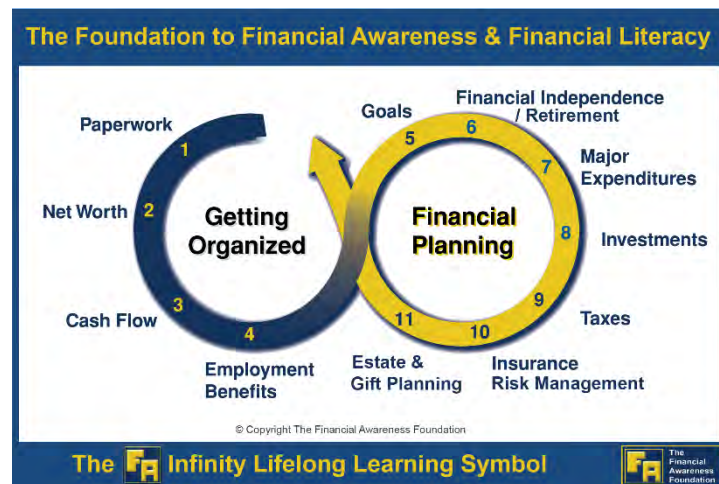 The Foundation to Financial Awareness & Financial Literacy
Paperwork
1
Net Worth
2
Cash Flow
3
4
Employment
Benefits
Getting
Organized
Goals
5
Financial Independence
/ Retirement
6
7
Major
Expenditures
8
Investments
9
Taxes
10
Insurance
Risk Management
11
Estate &
Gift Planning
Financial
Planning
© Copyright The Financial Awareness Foundation
The FA Infinity Lifelong Learning Symbol
FA
The
Financial
Awareness
Foundation